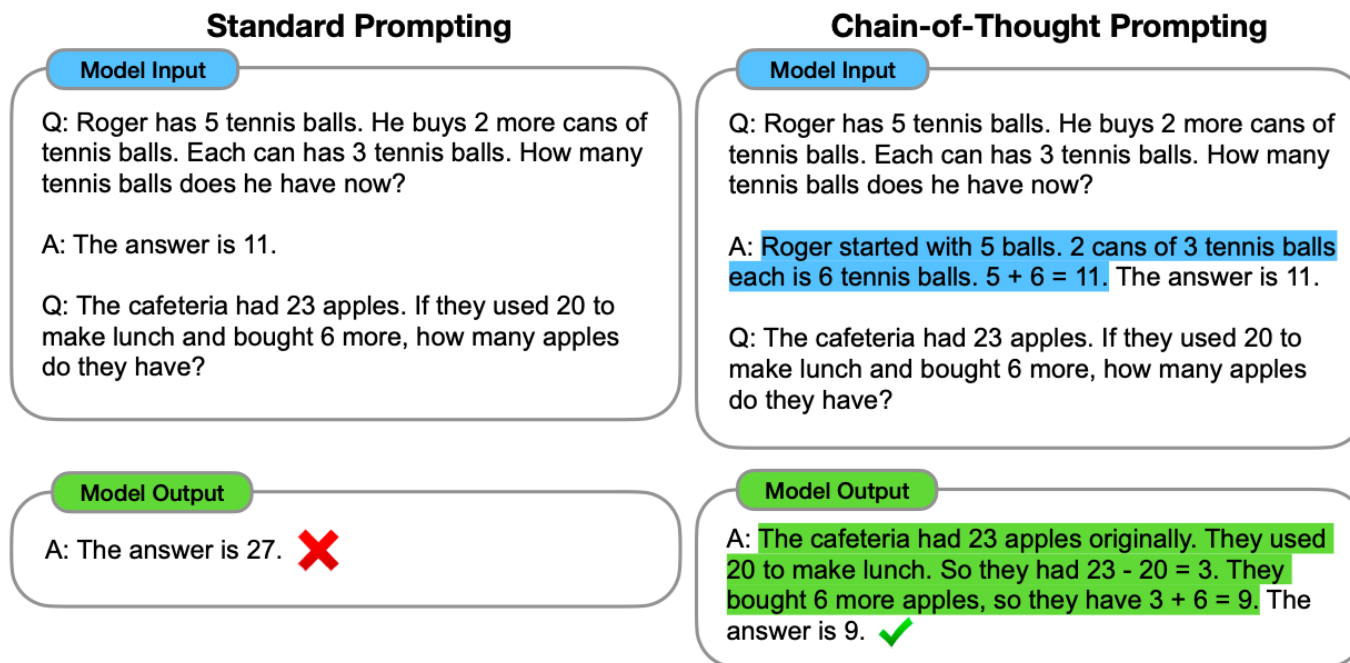 Standard Prompting
Model Input
Q: Roger has 5 tennis balls. He buys 2 more cans of
tennis balls. Each can has 3 tennis balls. How many
tennis balls does he have now?
A: The answer is 11.
Q: The cafeteria had 23 apples. If they used 20 to
make lunch and bought 6 more, how many apples
do they have?
Model Output
A: The answer is 27.
Chain-of-Thought Prompting
Model Input
Q: Roger has 5 tennis balls. He buys 2 more cans of
tennis balls. Each can has 3 tennis balls. How many
tennis balls does he have now?
A: Roger started with 5 balls. 2 cans of 3 tennis balls
each is 6 tennis balls. 5 + 6 = 11. The answer is 11.
Q: The cafeteria had 23 apples. If they used 20 to
make lunch and bought 6 more, how many apples
do they have?
Model Output
A: The cafeteria had 23 apples originally. They used
20 to make lunch. So they had 23 - 20 = 3. They
bought 6 more apples, so they have 3 + 6 = 9. The
answer is 9.